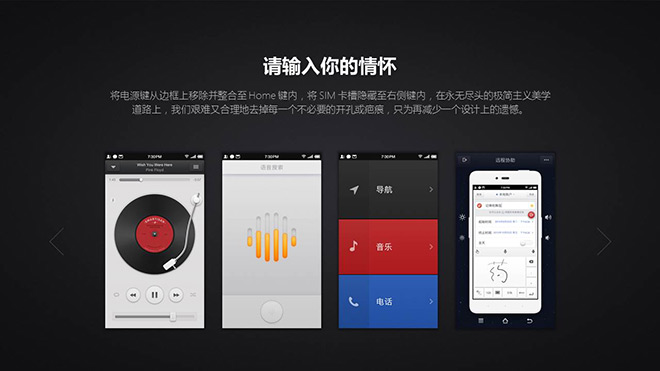 请输入你的情怀
将电源键从边框上移除并整合至 Home 键内，将 SIM 卡槽隐藏至右侧键内，在永无尽头的极简主义美学
道路上，我们艰难又合理地去掉每一个不必要的开孔或疤痕，只为再减少一个设计上的遗憾。
7:30PM
Wish You Were Here
Pink Floyd
7:30PM
语音搜索
7:30PM
导航
音乐
电话
7:30PM
远程协助
药